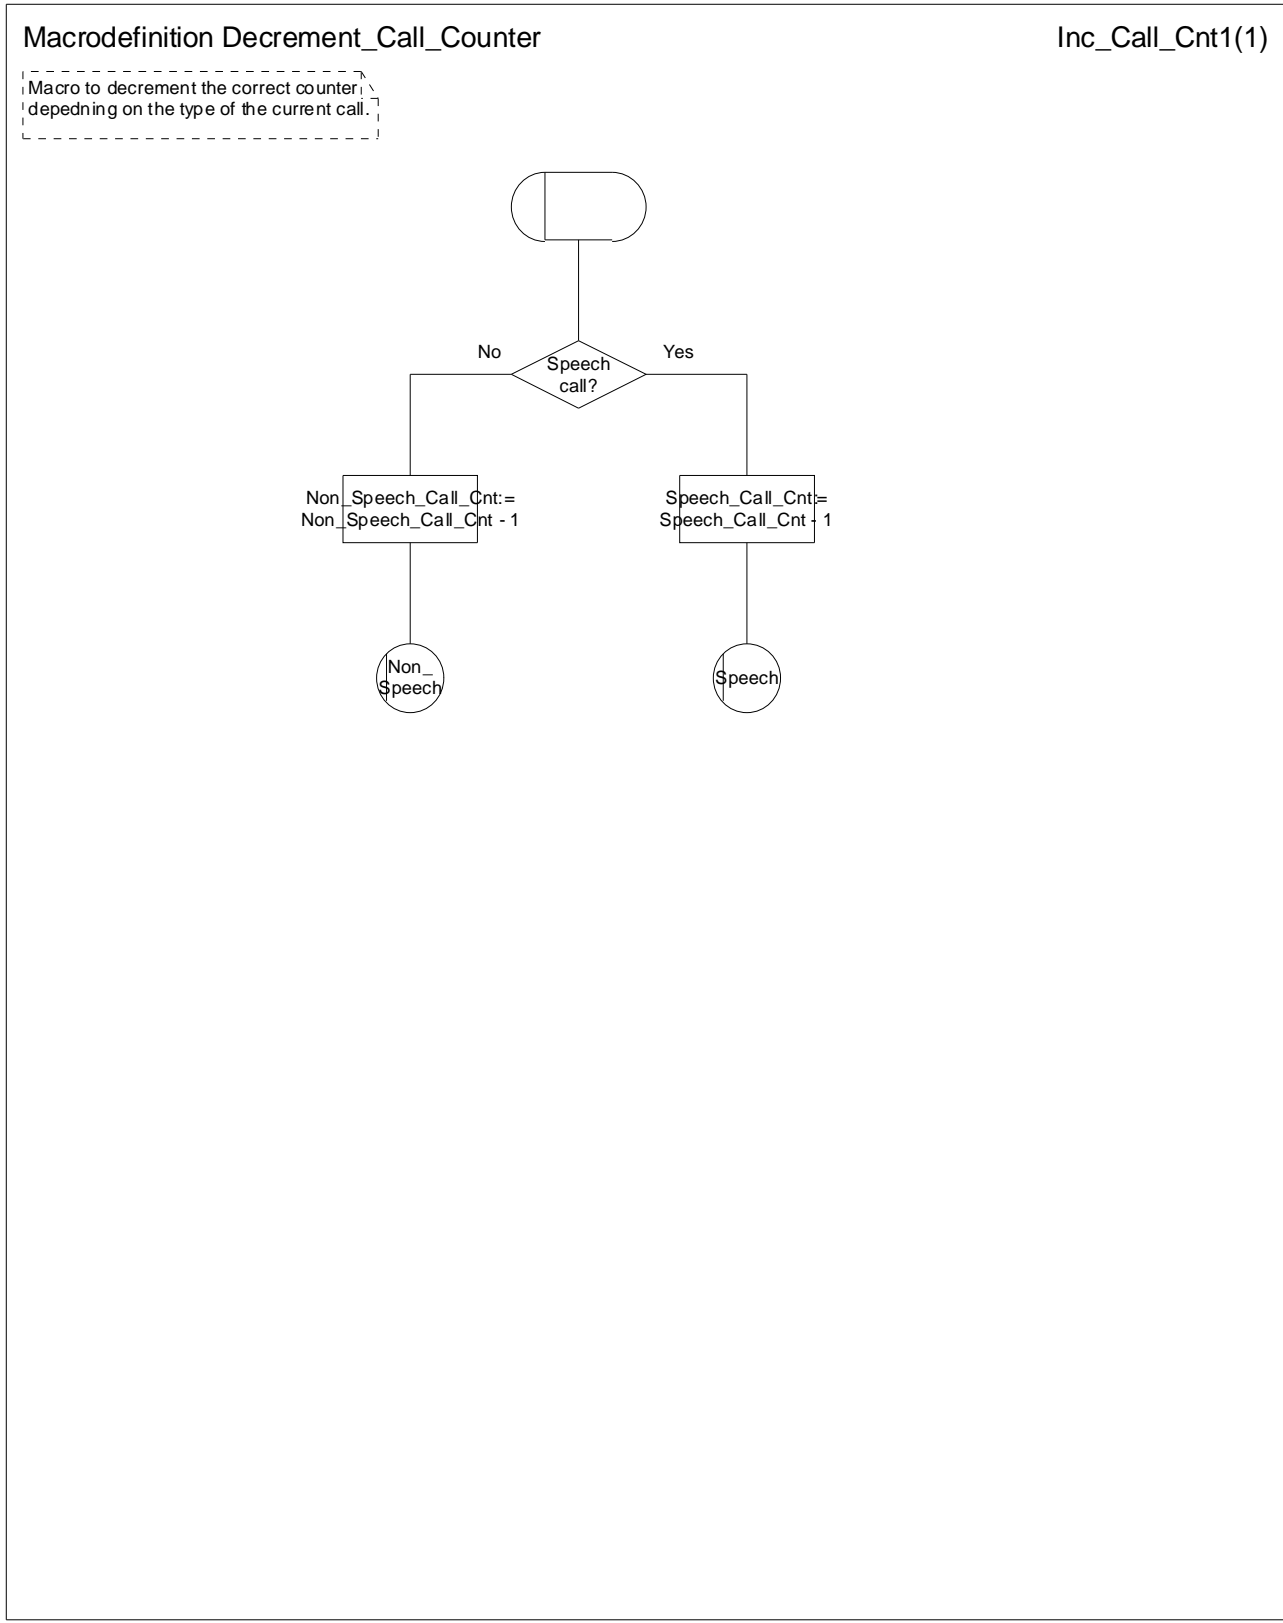 Macrodefinition Decrement_Call_Counter
Inc_Call_Cnt1(1)
Macro to decrement the correct counter
depedning on the type of the current call.
No
Speech
call?
Yes
Non_Speech_Call_Cnt:=
Non_Speech_Call_Cnt - 1
Speech_Call_Cnt:=
Speech_Call_Cnt - 1
Non_
Speech
Speech